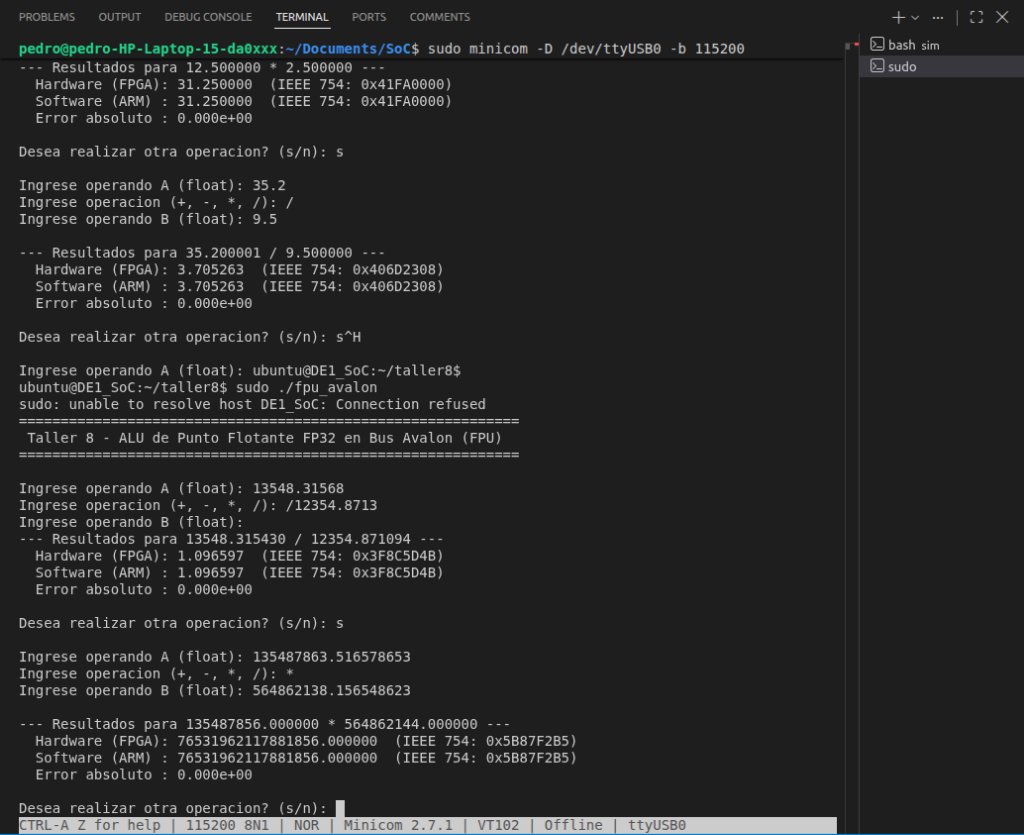 PROBLEMS OUTPUT DEBUG CONSOLE TERMINAL PORTS COMMENTS
pedro@pedro-HP-Laptop-15-da0xxx:~/Documents/SoC$ sudo minicom -D /dev/ttyUSB0 -b 115200
bash sim
sudo
--- Resultados para 12.500000 * 2.500000 ---
Hardware (FPGA): 31.250000 (IEEE 754: 0x41FA0000)
Software (ARM) : 31.250000 (IEEE 754: 0x41FA0000)
Error absoluto : 0.000e+00
Desea realizar otra operacion? (s/n): s
Ingrese operando A (float): 35.2
Ingrese operacion (+, -, *, /): /
Ingrese operando B (float): 9.5
--- Resultados para 35.200001 / 9.500000 ---
Hardware (FPGA): 3.705263 (IEEE 754: 0x406D2308)
Software (ARM) : 3.705263 (IEEE 754: 0x406D2308)
Error absoluto : 0.000e+00
Desea realizar otra operacion? (s/n): s^H
Ingrese operando A (float): ubuntu@DE1_SoC:~/taller8$
ubuntu@DE1_SoC:~/taller8$ sudo ./fpu_avalon
sudo: unable to resolve host DE1_SoC: Connection refused
============================================================
Taller 8 - ALU de Punto Flotante FP32 en Bus Avalon (FPU)
============================================================
Ingrese operando A (float): 13548.31568
Ingrese operacion (+, -, *, /): /12354.8713
Ingrese operando B (float):
--- Resultados para 13548.315430 / 12354.871094 ---
Hardware (FPGA): 1.096597 (IEEE 754: 0x3F8C5D4B)
Software (ARM) : 1.096597 (IEEE 754: 0x3F8C5D4B)
Error absoluto : 0.000e+00
Desea realizar otra operacion? (s/n): s
Ingrese operando A (float): 135487863.516578653
Ingrese operacion (+, -, *, /): *
Ingrese operando B (float): 564862138.156548623
--- Resultados para 135487856.000000 * 564862144.000000 ---
Hardware (FPGA): 76531962117881856.000000 (IEEE 754: 0x5B87F2B5)
Software (ARM) : 76531962117881856.000000 (IEEE 754: 0x5B87F2B5)
Error absoluto : 0.000e+00
Desea realizar otra operacion? (s/n):
CTRL-A Z for help | 115200 8N1 | NOR | Minicom 2.7.1 | VT102 | Offline | ttyUSB0